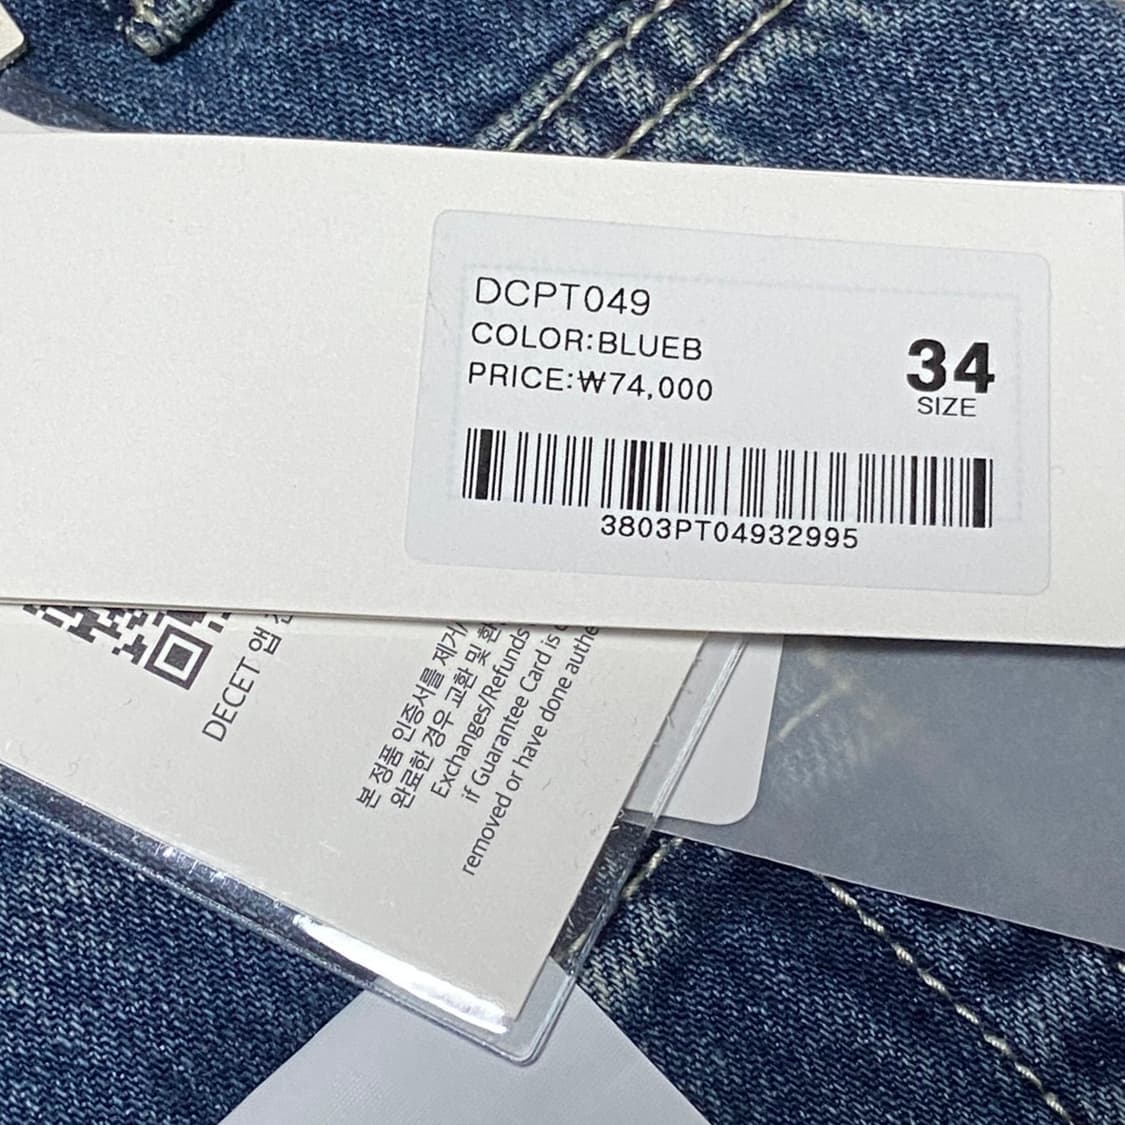 DCPT049
COLOR:BLUEB
PRICE:₩74,000
34
SIZE
3803PT04932995
DECET 앱
본 정품 인증서를 제거/
완료한 경우 교환 및 환
Exchanges/Refunds
if Guarantee Card is
removed or have done authe